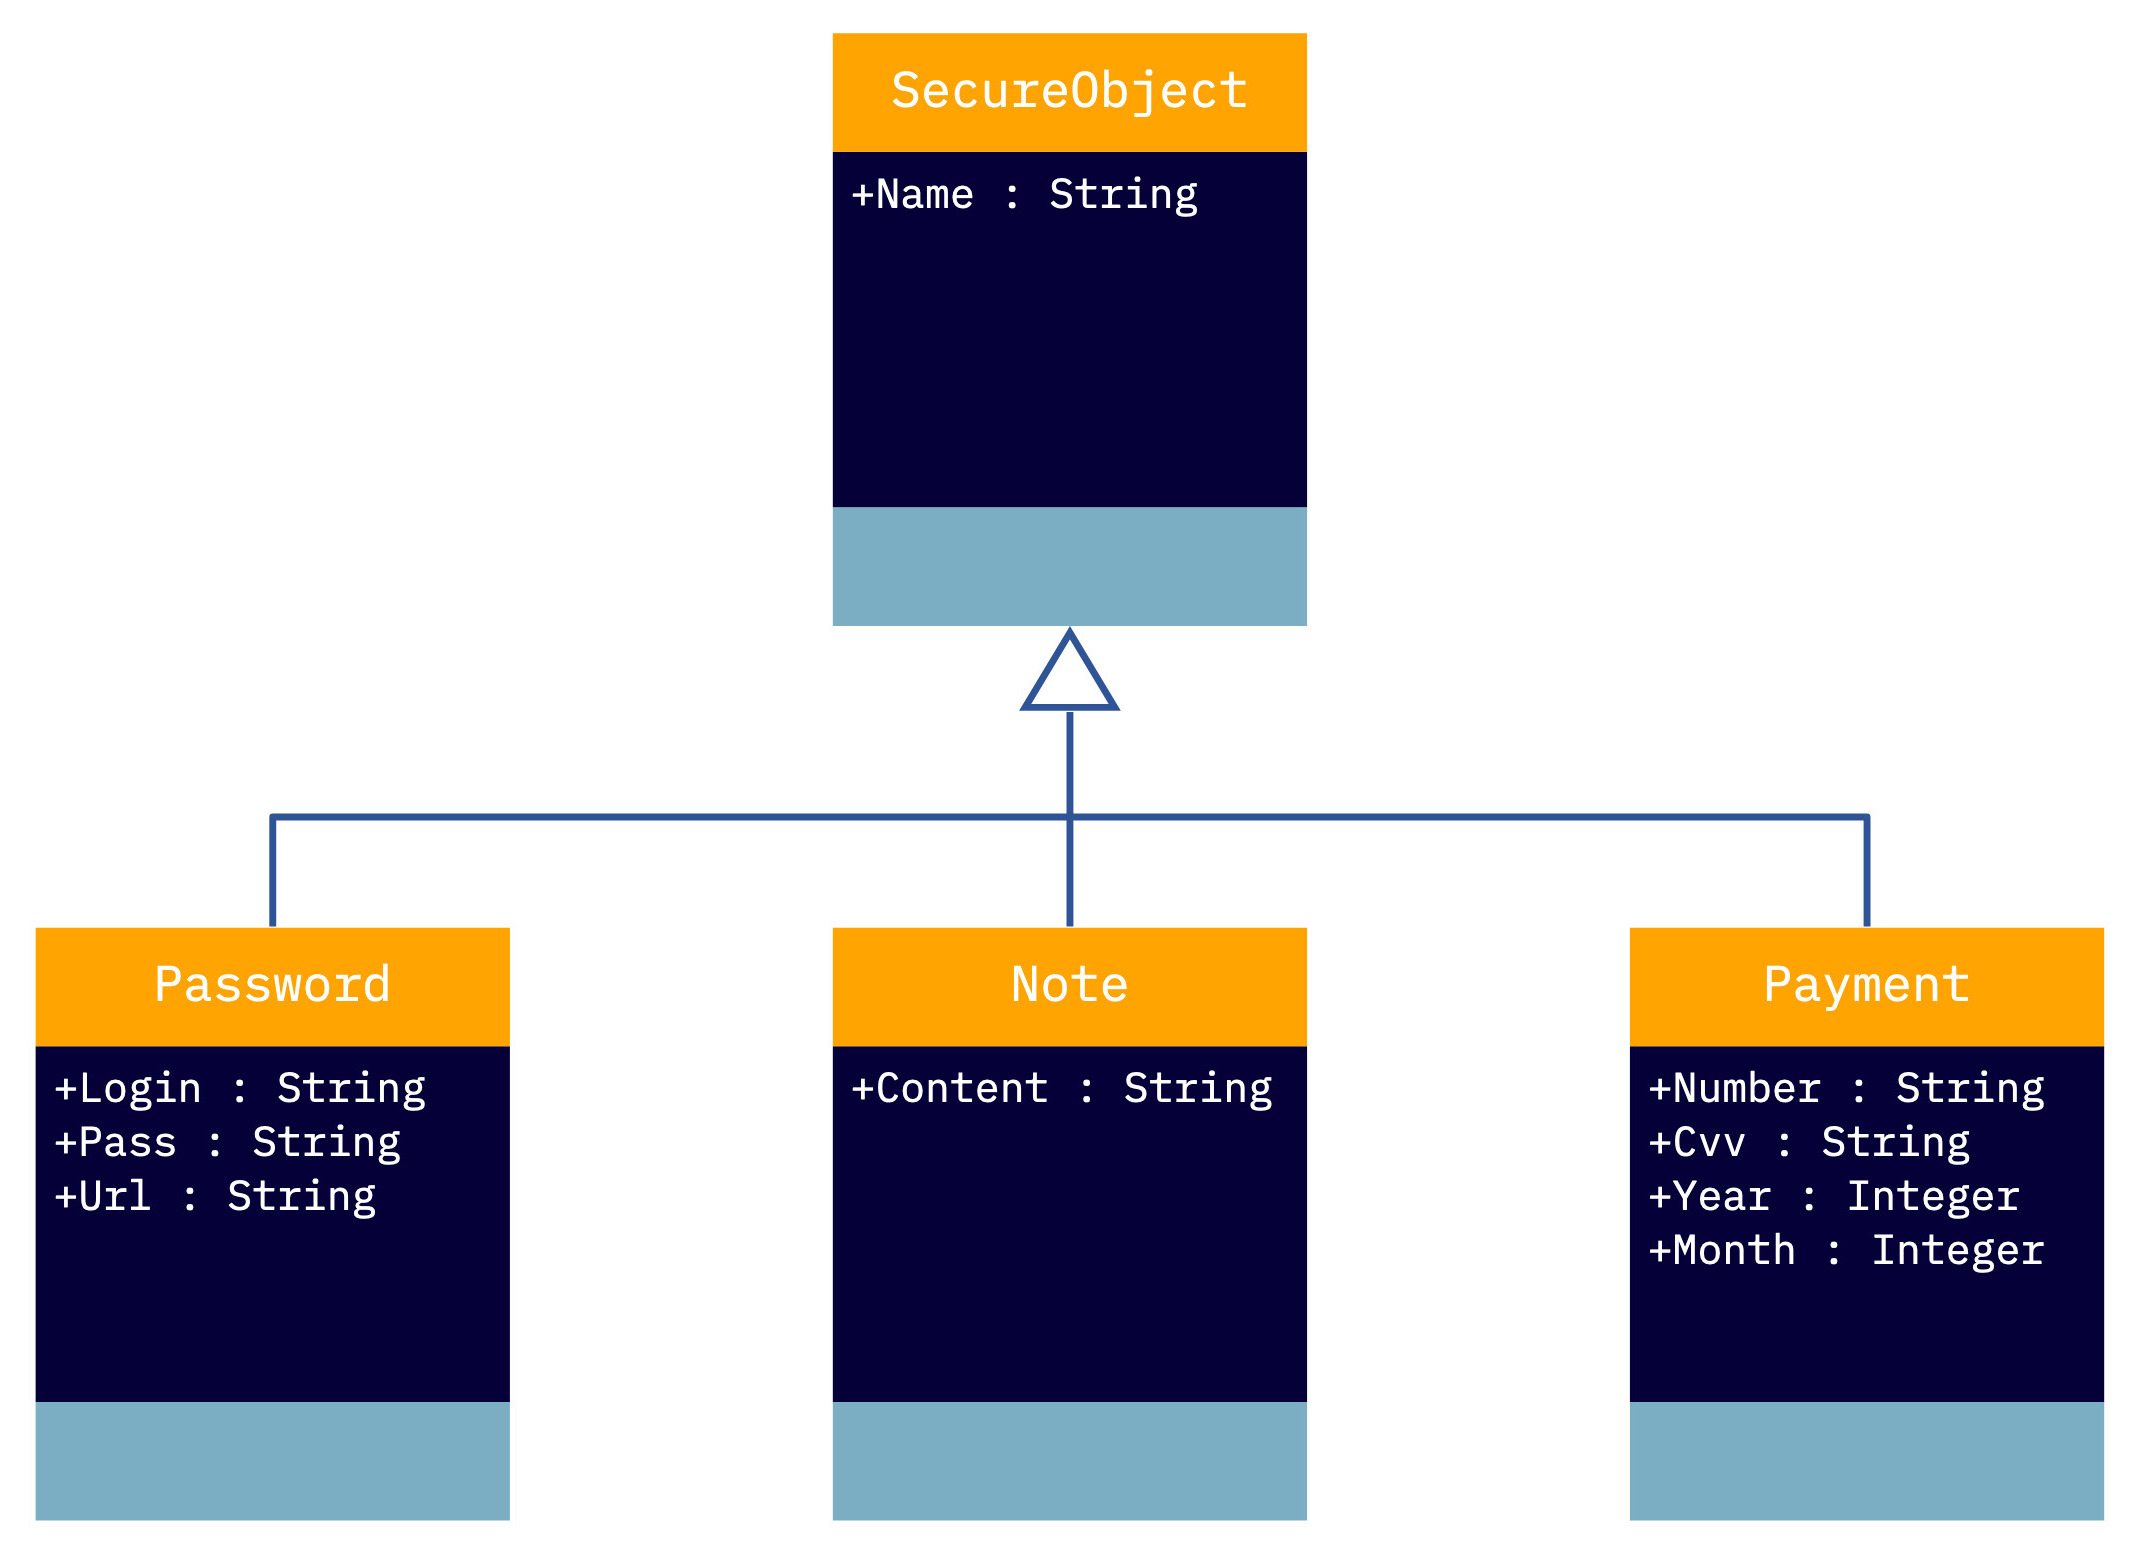 SecureObject
+Name : String
Password
+Login : String
+Pass : String
+Url : String
Note
+Content : String
Payment
+Number : String
+Cvv : String
+Year : Integer
+Month : Integer